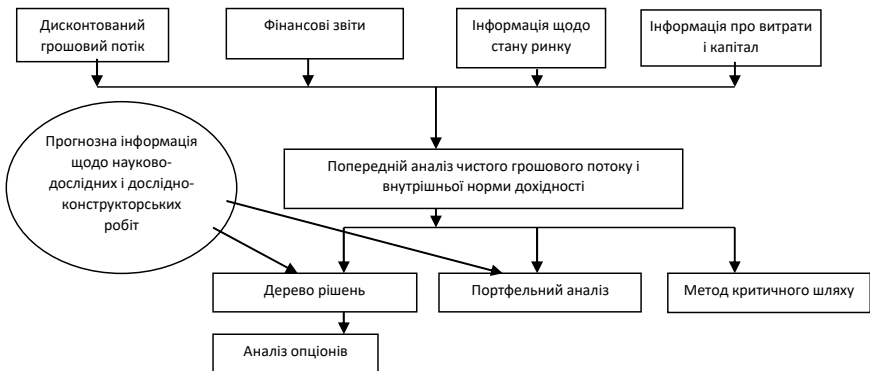 Дисконтований
грошовий потік
Фінансові звіти
Інформація щодо
стану ринку
Інформація про витрати
і капітал
Прогнозна інформація
щодо науково-
дослідних і дослідно-
конструкторських
робіт
Попередній аналіз чистого грошового потоку і
внутрішньої норми дохідності
Дерево рішень
Портфельний аналіз
Метод критичного шляху
Аналіз опціонів